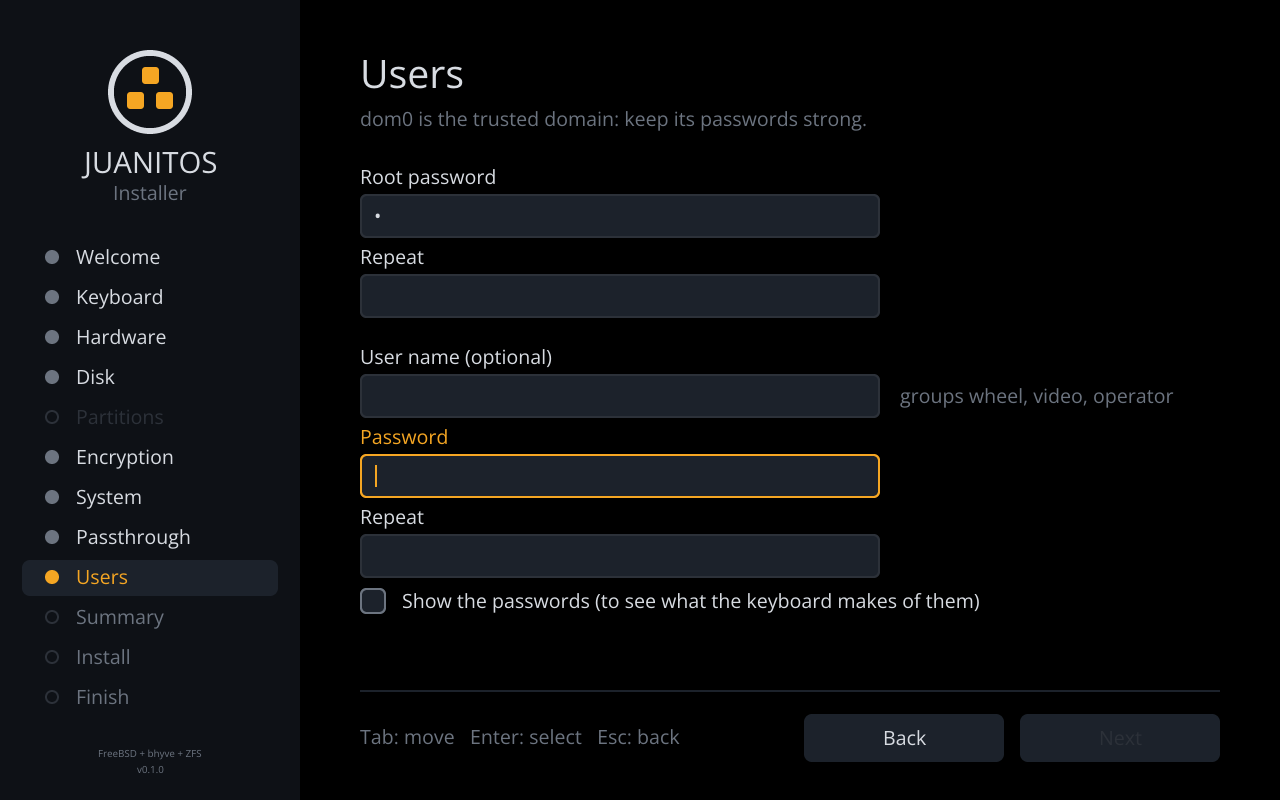 JUANITOS
Installer
Welcome
Keyboard
Hardware
Disk
Partitions
Encryption
System
Passthrough
Users
Summary
Install
Finish
FreeBSD + bhyve + ZFS
v0.1.0
Users
dom0 is the trusted domain: keep its passwords strong.
Root password
•
Repeat
User name (optional)
groups wheel, video, operator
Password
Repeat
Show the passwords (to see what the keyboard makes of them)
Tab: move Enter: select Esc: back
Back
Next